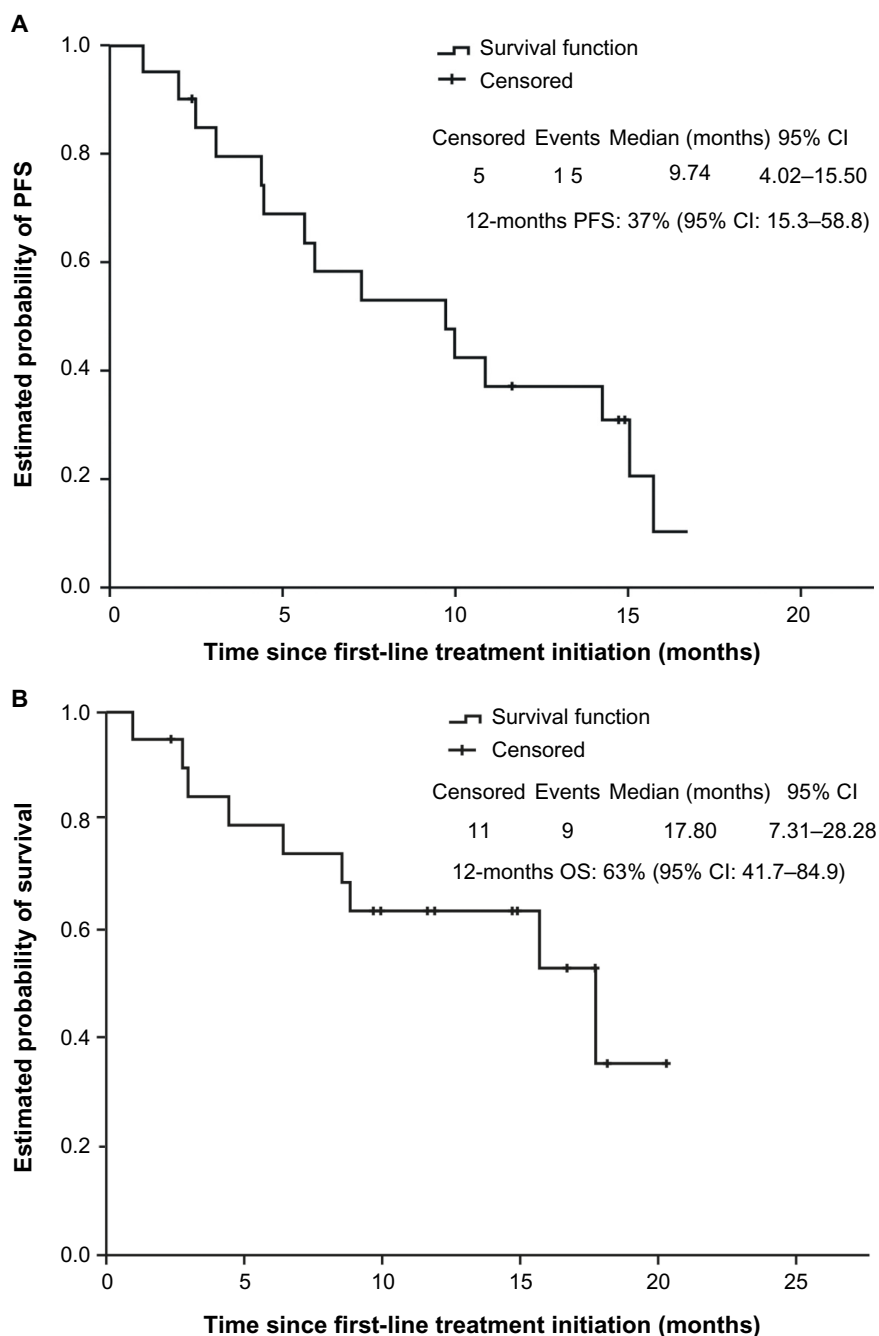 A
1.0
0.8
0.6
0.4
0.2
0.0
Estimated probability of PFS
Survival function
Censored
Censored Events Median (months) 95% CI
5 1 5 9.74 4.02–15.50
12-months PFS: 37% (95% CI: 15.3–58.8)
0 5 10 15 20
Time since first-line treatment initiation (months)
B
1.0
0.8
0.6
0.4
0.2
0.0
Estimated probability of survival
Survival function
Censored
Censored Events Median (months) 95% CI
11 9 17.80 7.31–28.28
12-months OS: 63% (95% CI: 41.7–84.9)
0 5 10 15 20 25
Time since first-line treatment initiation (months)